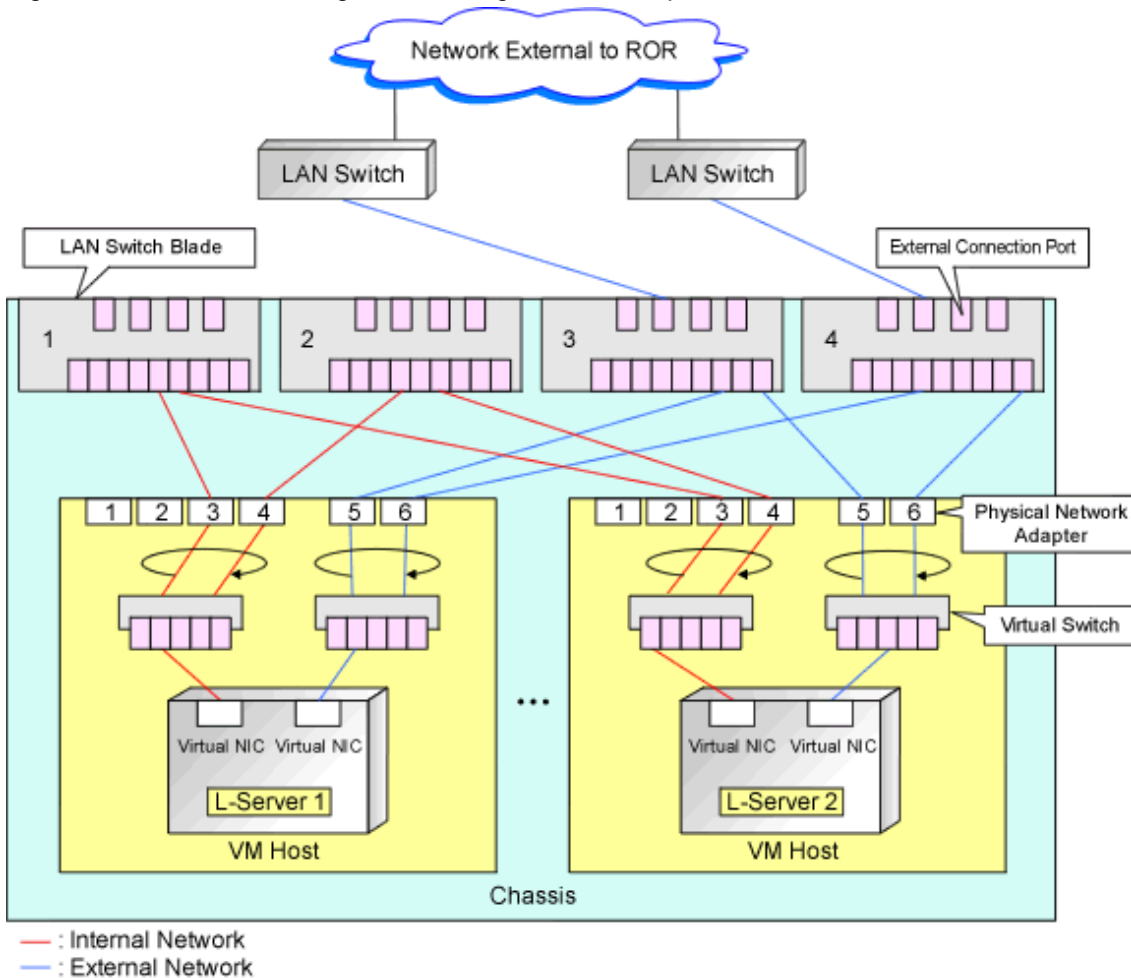 Network External to ROR
LAN Switch
LAN Switch
LAN Switch Blade
External Connection Port
1
2
3
4
1 2 3 4 5 6
1 2 3 4 5 6
Physical Network
Adapter
Virtual Switch
...
Virtual NIC Virtual NIC
Virtual NIC Virtual NIC
L-Server 1
L-Server 2
VM Host
VM Host
Chassis
: Internal Network
: External Network